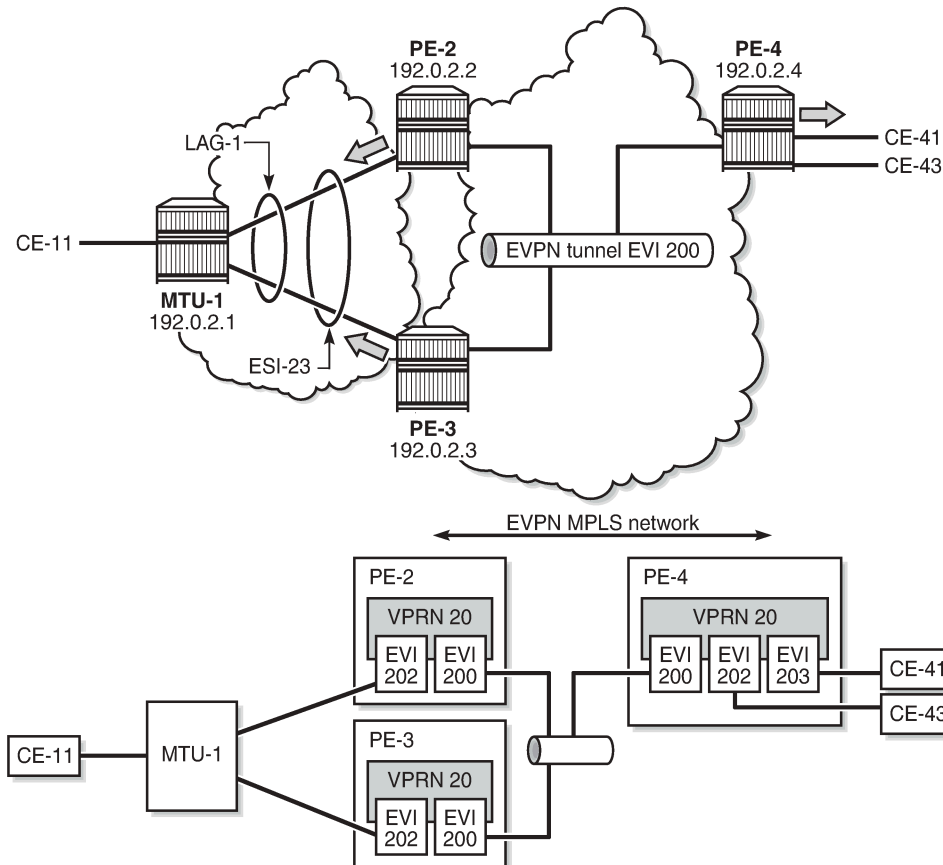 PE-2
192.0.2.2
PE-4
192.0.2.4
LAG-1
CE-41
CE-43
CE-11
EVPN tunnel EVI 200
MTU-1
192.0.2.1
ESI-23
PE-3
192.0.2.3
EVPN MPLS network
PE-2
VPRN 20
EVI
202
EVI
200
PE-4
VPRN 20
EVI
200
EVI
202
EVI
203
CE-41
CE-43
CE-11
MTU-1
PE-3
VPRN 20
EVI
202
EVI
200